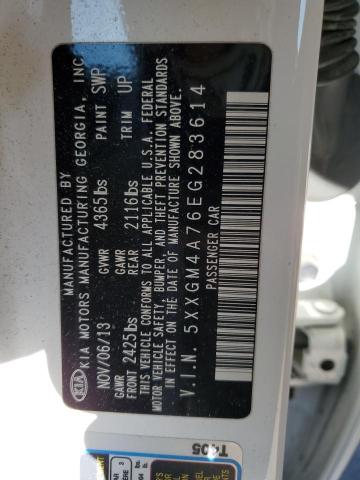 KIA
MANUFACTURED BY
KIA MOTORS MANUFACTURING GEORGIA, INC
NOV/06/13 GVWR 4365lbs PAINT SWP
GAWR FRONT 2425lbs GAWR REAR 2116lbs TRIM UP
THIS VEHICLE CONFORMS TO ALL APPLICABLE U.S.A. FEDERAL
MOTOR VEHICLE SAFETY, BUMPER, AND THEFT PREVENTION STANDARDS
IN EFFECT ON THE DATE OF MANUFACTURE SHOWN ABOVE.
V.I.N. 5XXGM4A76EG283614
PASSENGER CAR
T405